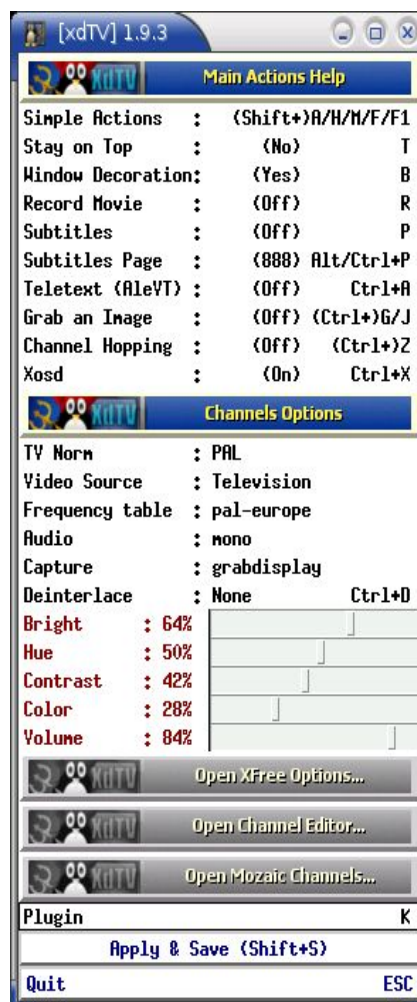 [xdTV] 1.9.3
XdTV Main Actions Help
Simple Actions : (Shift+)A/H/M/F/F1
Stay on Top : (No) T
Window Decoration: (Yes) B
Record Movie : (Off) R
Subtitles : (Off) P
Subtitles Page : (888) Alt/Ctrl+P
Teletext (AleVT) : (Off) Ctrl+A
Grab an Image : (Off) (Ctrl+)G/J
Channel Hopping : (Off) (Ctrl+)Z
Xosd : (On) Ctrl+X
XdTV Channels Options
TV Norm : PAL
Video Source : Television
Frequency table : pal-europe
Audio : mono
Capture : grabdisplay
Deinterlace : None Ctrl+D
Bright : 64%
Hue : 50%
Contrast : 42%
Color : 28%
Volume : 84%
XdTV Open XFree Options...
XdTV Open Channel Editor...
XdTV Open Mozaic Channels...
Plugin K
Apply & Save (Shift+S)
Quit ESC